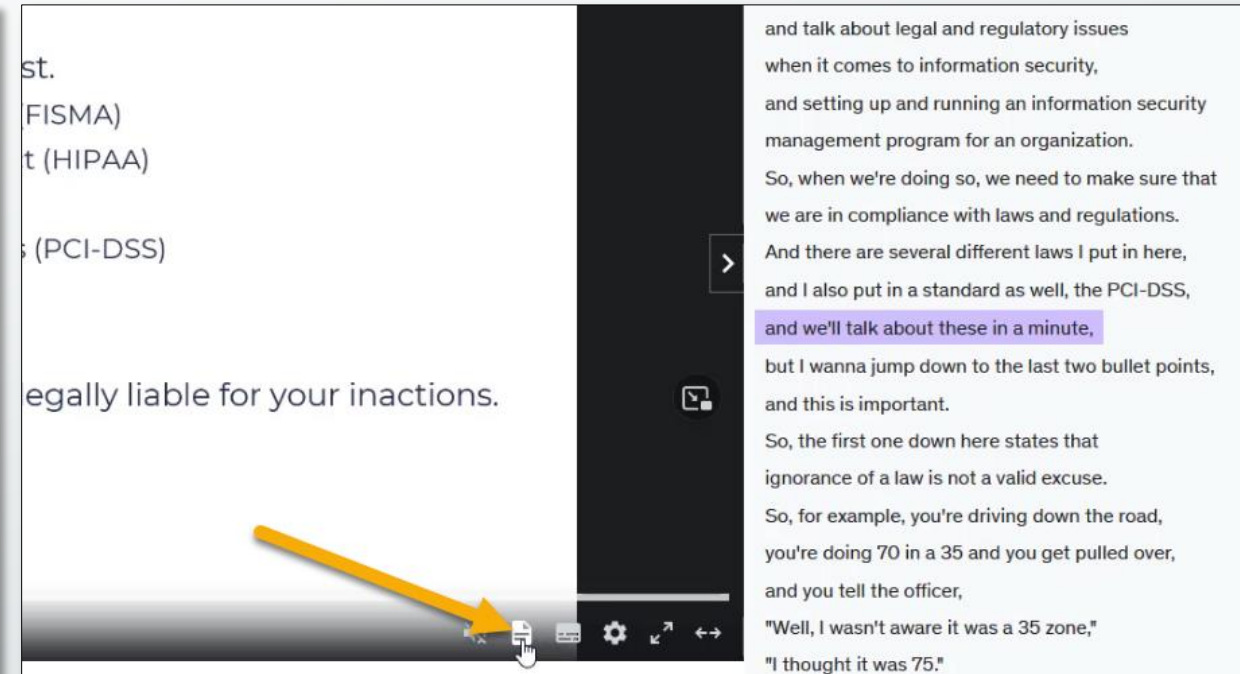 st.
(FISMA)
t (HIPAA)
s (PCI-DSS)
egally liable for your inactions.
and talk about legal and regulatory issues
when it comes to information security,
and setting up and running an information security
management program for an organization.
So, when we're doing so, we need to make sure that
we are in compliance with laws and regulations.
And there are several different laws I put in here,
and I also put in a standard as well, the PCI-DSS,
and we'll talk about these in a minute,
but I wanna jump down to the last two bullet points,
and this is important.
So, the first one down here states that
ignorance of a law is not a valid excuse.
So, for example, you're driving down the road,
you're doing 70 in a 35 and you get pulled over,
and you tell the officer,
"Well, I wasn't aware it was a 35 zone,"
"I thought it was 75."